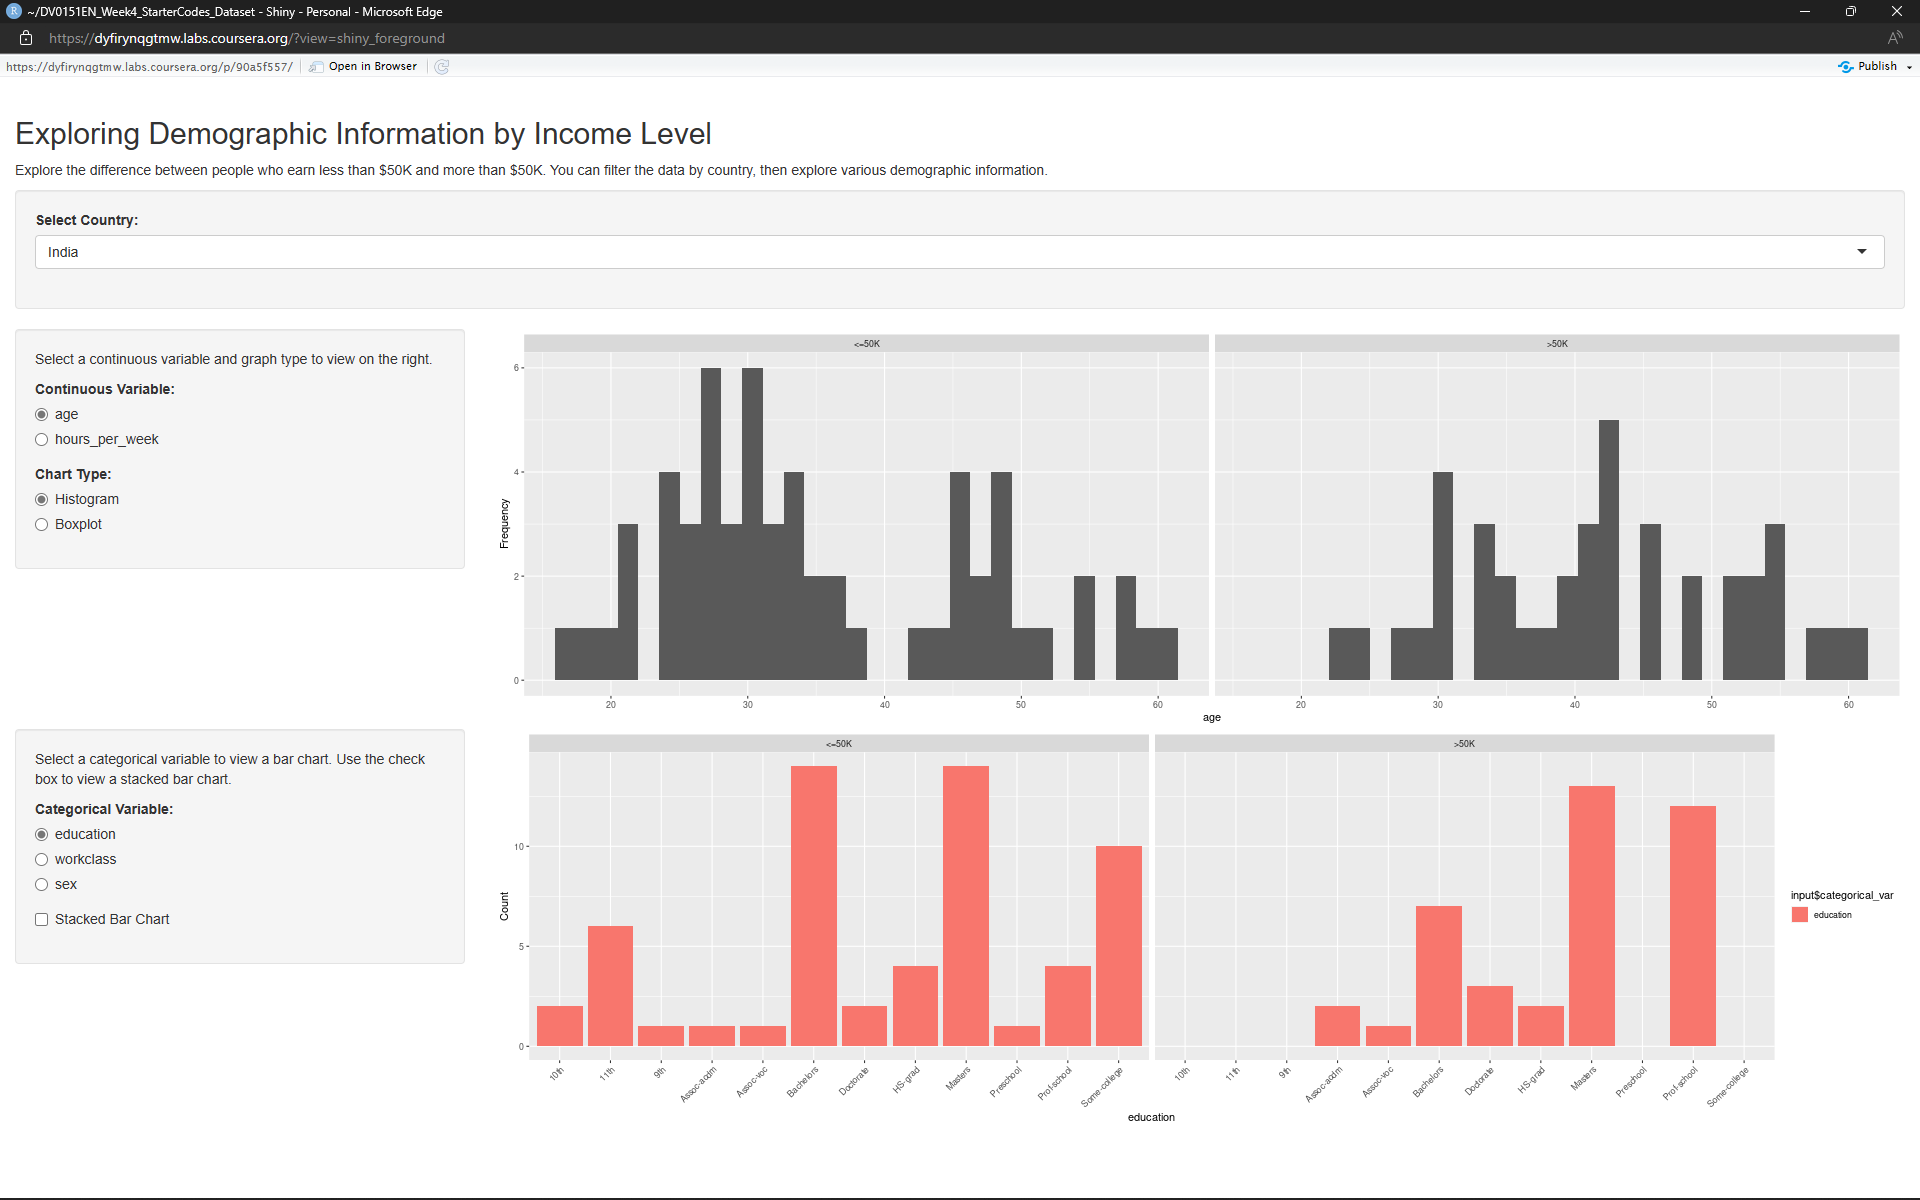 R ~/DV0151EN_Week4_StarterCodes_Dataset - Shiny - Personal - Microsoft Edge
https://dyfirynqgtmw.labs.coursera.org/?view=shiny_foreground
https://dyfirynqgtmw.labs.coursera.org/p/90a5f557/ Open in Browser Publish
Exploring Demographic Information by Income Level
Explore the difference between people who earn less than $50K and more than $50K. You can filter the data by country, then explore various demographic information.
Select Country:
India
Select a continuous variable and graph type to view on the right.
Continuous Variable:
age
hours_per_week
Chart Type:
Histogram
Boxplot
<=50K >50K
Frequency
6
4
2
0
20 30 40 50 60 20 30 40 50 60
age
Select a categorical variable to view a bar chart. Use the check
box to view a stacked bar chart.
Categorical Variable:
education
workclass
sex
Stacked Bar Chart
<=50K >50K
Count
10
5
0
10th 11th 9th Assoc-acdm Assoc-voc Bachelors Doctorate HS-grad Masters Preschool Prof-school Some-college 10th 11th 9th Assoc-acdm Assoc-voc Bachelors Doctorate HS-grad Masters Preschool Prof-school Some-college
education
input$categorical_var
education